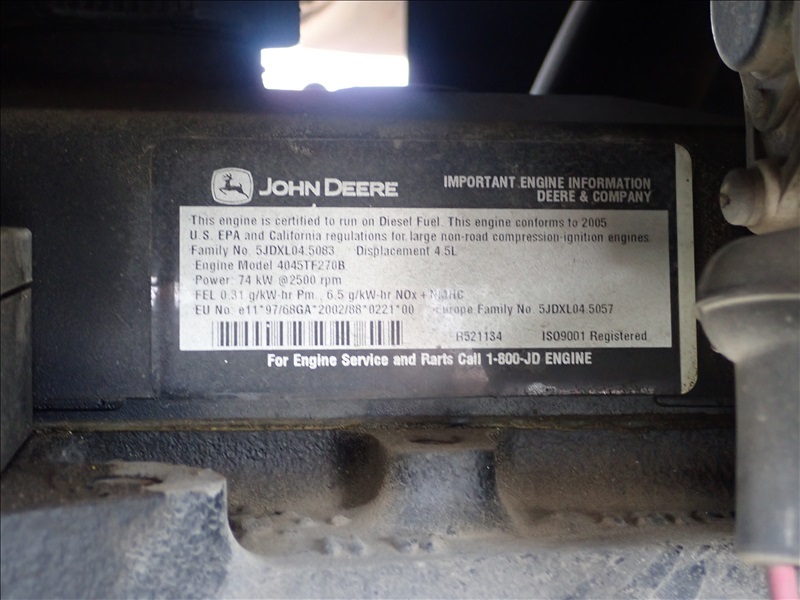 JOHN DEERE
IMPORTANT ENGINE INFORMATION
DEERE & COMPANY
This engine is certified to run on Diesel Fuel. This engine conforms to 2005
U.S. EPA and California regulations for large non-road compression-ignition engines.
Family No. 5JDXL04.5083 Displacement 4.5L
Engine Model 4045TF270B
Power: 74 kW @2500 rpm
FEL 0.31 g/kW-hr Pm , 6.5 g/kW-hr NOx + NMHC
EU No: e11*97/68GA*2002/88*0221*00 Europe Family No. 5JDXL04.5057
R521134 ISO9001 Registered
For Engine Service and Parts Call 1-800-JD ENGINE